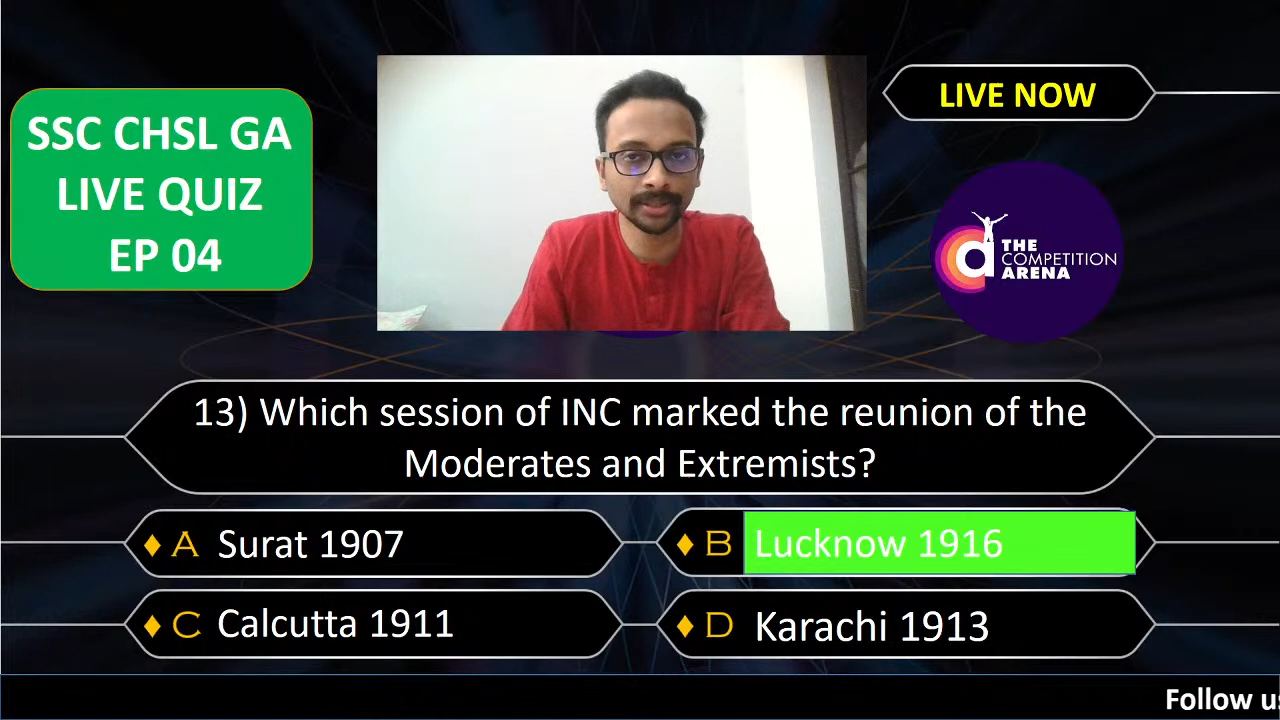 SSC CHSL GA
LIVE QUIZ
EP 04
LIVE NOW
THE
COMPETITION
ARENA
13) Which session of INC marked the reunion of the
Moderates and Extremists?
A Surat 1907
B Lucknow 1916
C Calcutta 1911
D Karachi 1913
Follow